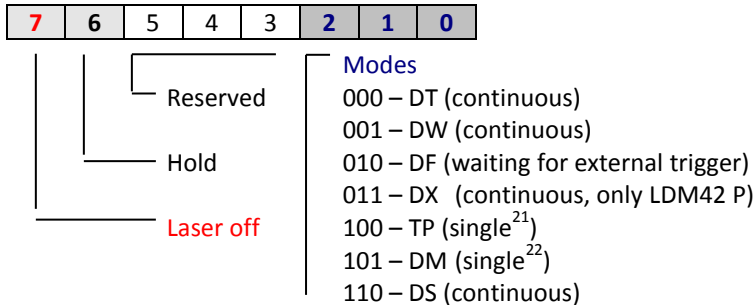 7 6 5 4 3 2 1 0
Modes
Reserved 000 – DT (continuous)
001 – DW (continuous)
Hold 010 – DF (waiting for external trigger)
011 – DX (continuous, only LDM42 P)
Laser off 100 – TP (single21)
101 – DM (single22)
110 – DS (continuous)